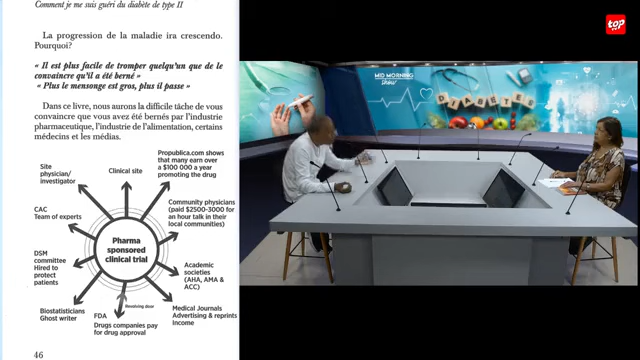 Comment je me suis guéri du diabète de type II
La progression de la maladie ira crescendo.
Pourquoi?
« Il est plus facile de tromper quelqu'un que de le
convaincre qu'il a été berné »
« Plus le mensonge est gros, plus il passe »
Dans ce livre, nous aurons la difficile tâche de vous
convaincre que vous avez été bernés par l'industrie
pharmaceutique, l'industrie de l'alimentation, certains
médecins et les médias.
Site
physician/
investigator
Clinical site
Propublica.com shows
that many earn over
a $100 000 a year
promoting the drug
CAC
Team of experts
Community physicians
(paid $2500-3000 for
an hour talk in their
local communities)
Pharma
sponsored
clinical trial
DSM
committee
Hired to
protect
patients
Academic
societies
(AHA, AMA &
ACC)
Biostatisticians
Ghost writer
FDA
Drugs companies pay
for drug approval
Revolving door
Medical Journals
Advertising & reprints
Income
46
top
MID MORNING
Show
DIABETES